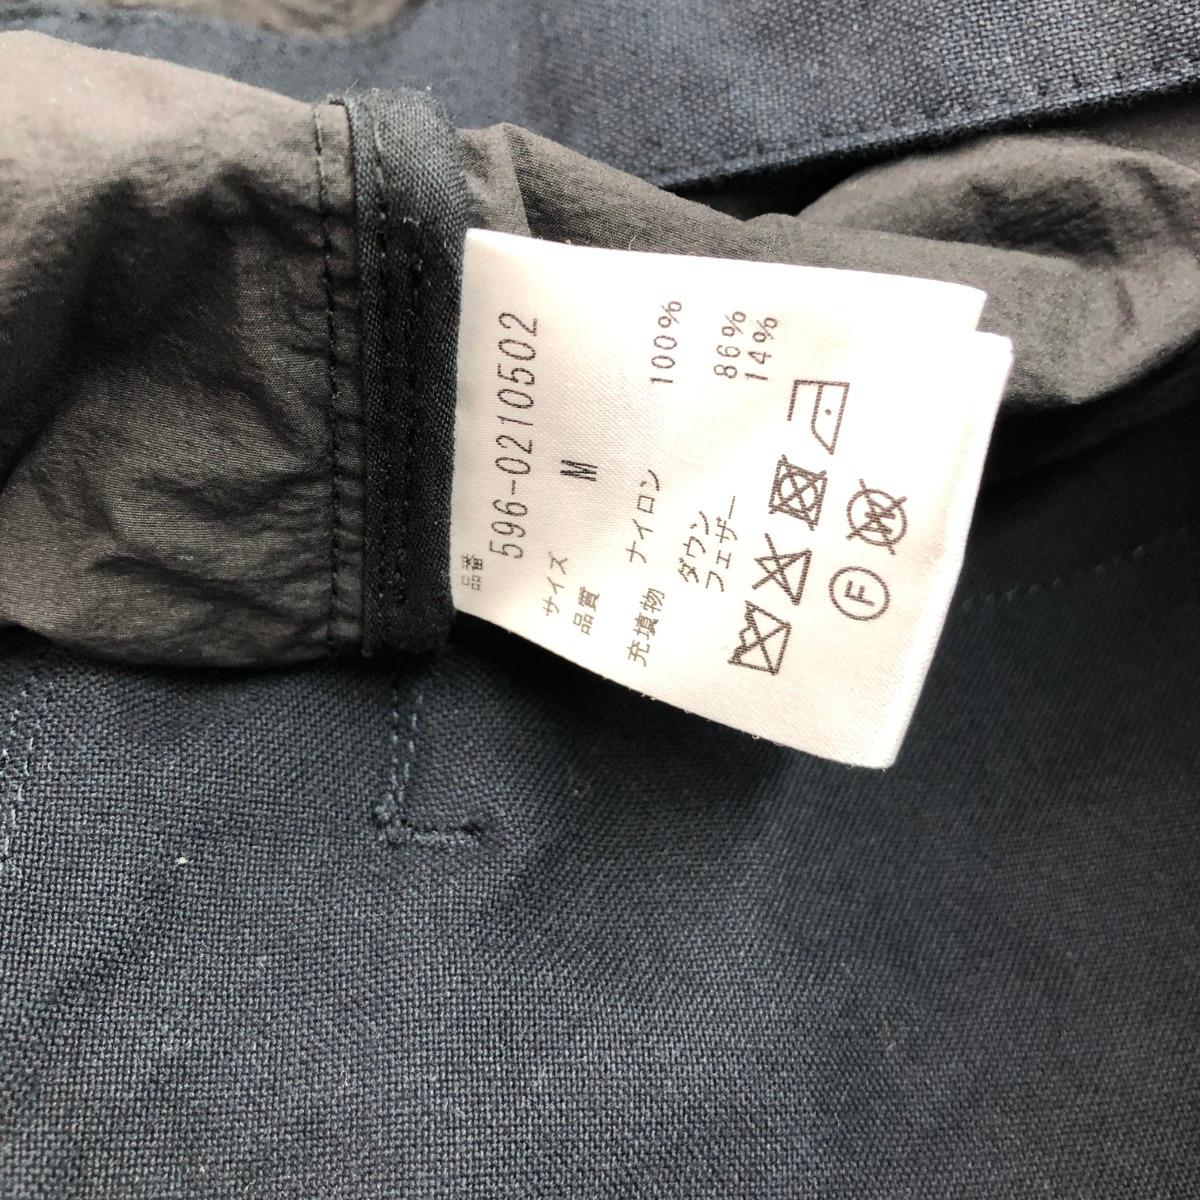 品番
596-0210502
サイズ M
品質 ナイロン 100%
充填物 ダウン 86%
フェザー 14%
F
W